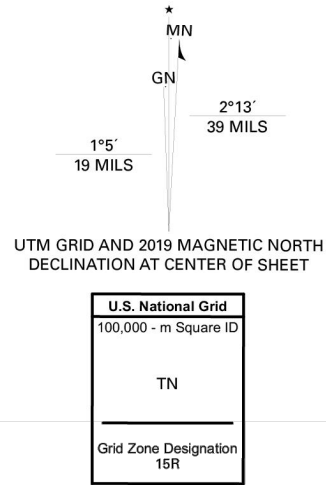 MN
GN
2°13´
39 MILS
1°5´
19 MILS
UTM GRID AND 2019 MAGNETIC NORTH
DECLINATION AT CENTER OF SHEET
U.S. National Grid
100,000 - m Square ID
TN
Grid Zone Designation
15R